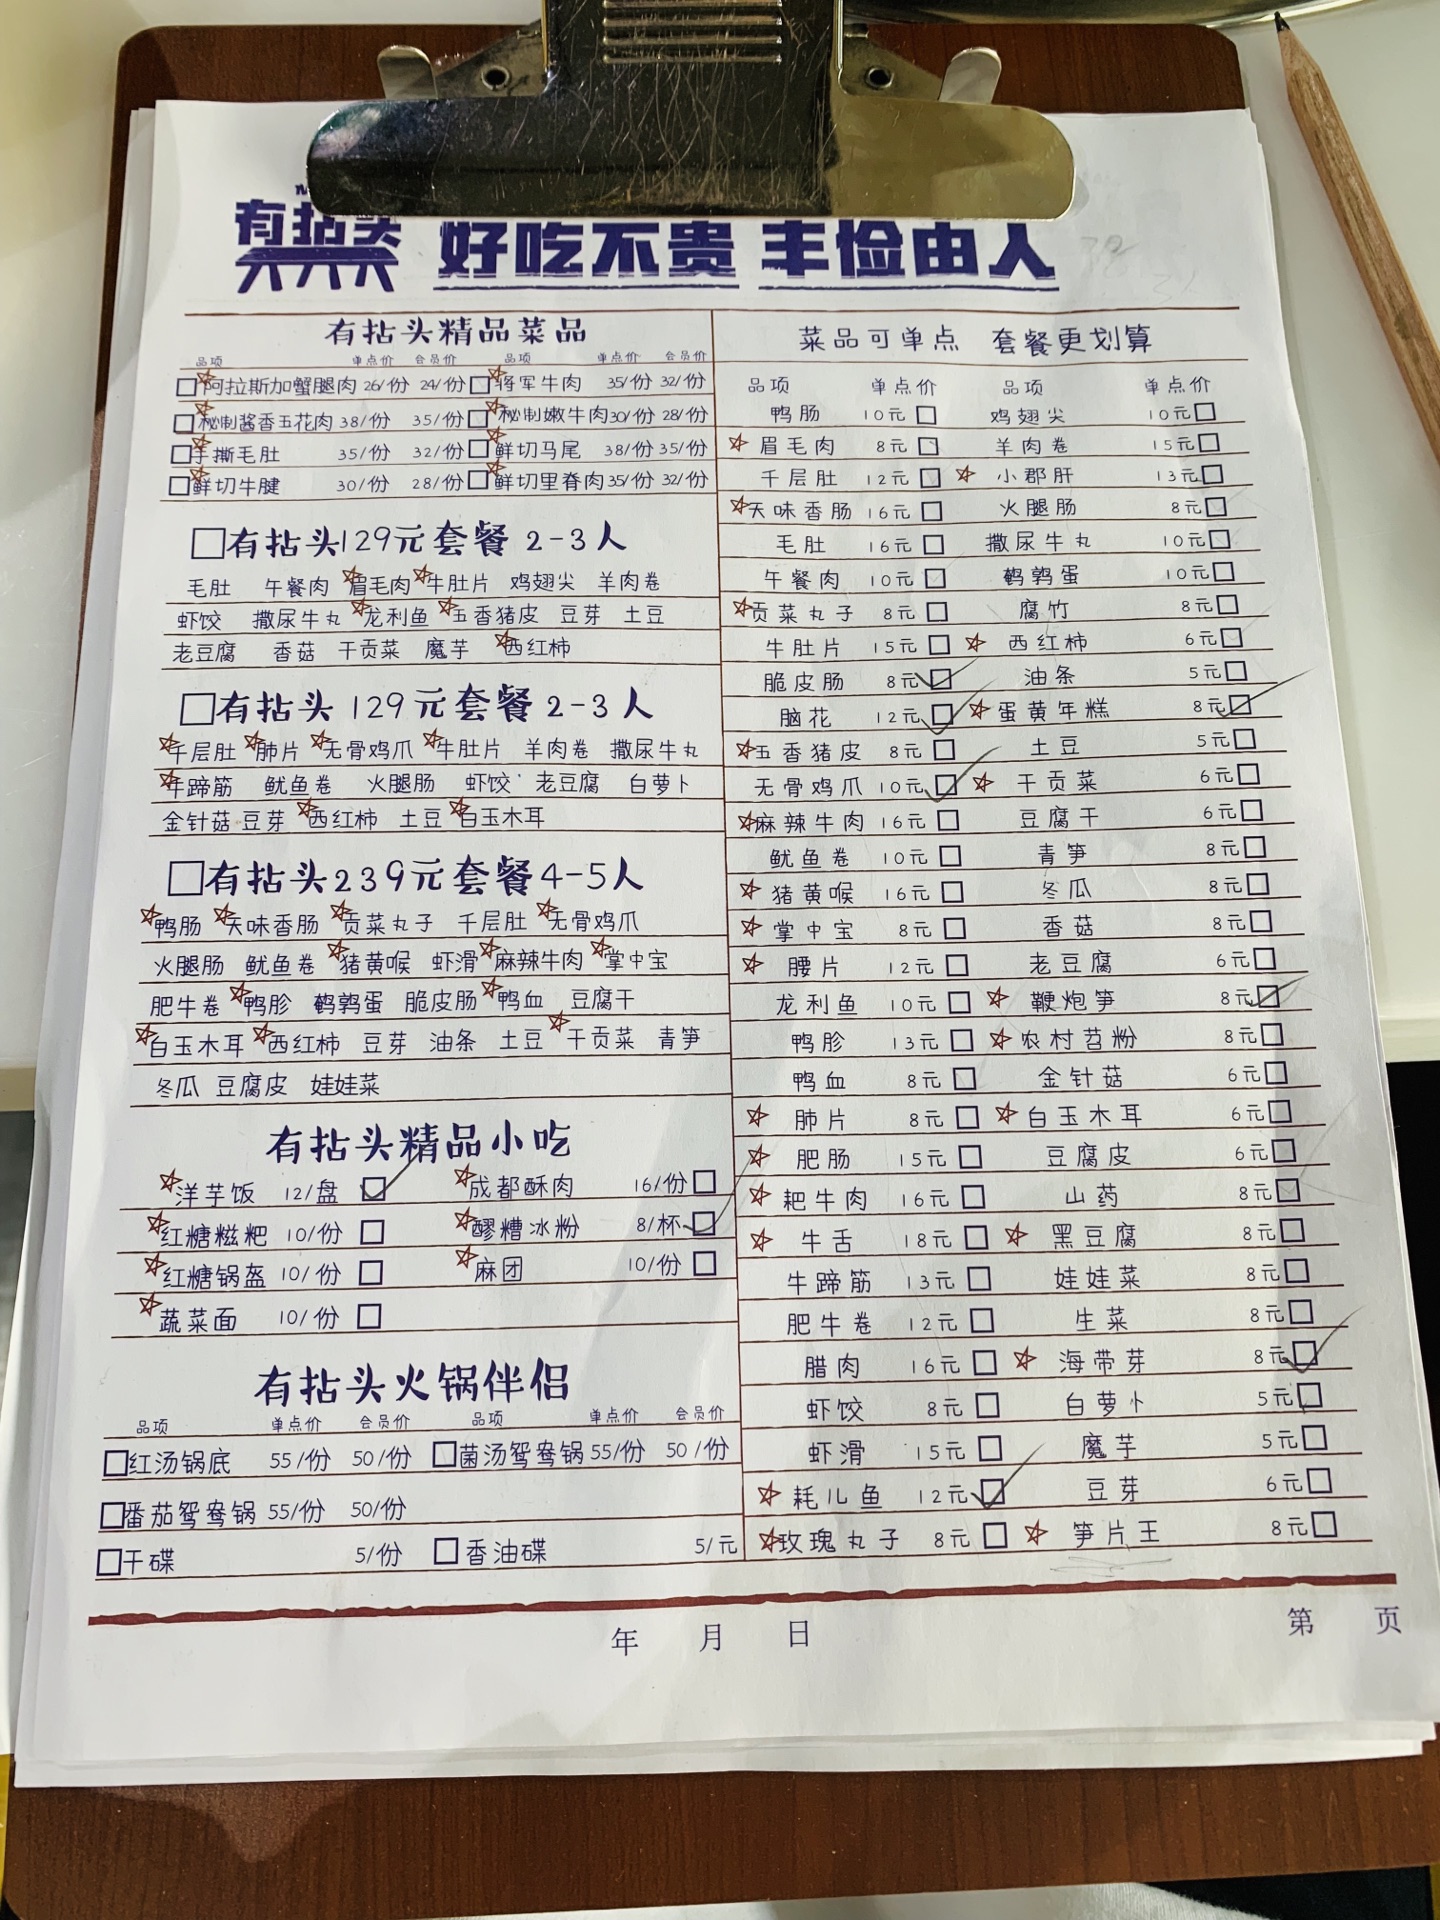 有拈头 好吃不贵 丰俭由人
有拈头精品菜品
品项 单点价 会员价 品项 单点价 会员价
阿拉斯加蟹腿肉 26/份 24/份 将军牛肉 35/份 32/份
秘制酱香五花肉 38/份 35/份 秘制嫩牛肉 30/份 28/份
手撕毛肚 35/份 32/份 鲜切马尾 38/份 35/份
鲜切牛腱 30/份 28/份 鲜切里脊肉 35/份 32/份
有拈头129元套餐 2-3人
毛肚 午餐肉 眉毛肉 牛肚片 鸡翅尖 羊肉卷
虾饺 撒尿牛丸 龙利鱼 五香猪皮 豆芽 土豆
老豆腐 香菇 干贡菜 魔芋 西红柿
有拈头 129元套餐 2-3人
千层肚 肺片 无骨鸡爪 牛肚片 羊肉卷 撒尿牛丸
牛蹄筋 鱿鱼卷 火腿肠 虾饺 老豆腐 白萝卜
金针菇 豆芽 西红柿 土豆 白玉木耳
有拈头239元套餐4-5人
鸭肠 天味香肠 贡菜丸子 千层肚 无骨鸡爪
火腿肠 鱿鱼卷 猪黄喉 虾滑 麻辣牛肉 掌中宝
肥牛卷 鸭胗 鹌鹑蛋 脆皮肠 鸭血 豆腐干
白玉木耳 西红柿 豆芽 油条 土豆 干贡菜 青笋
冬瓜 豆腐皮 娃娃菜
有拈头精品小吃
洋芋饭 12/盘 成都酥肉 16/份
红糖糍粑 10/份 醪糟冰粉 8/杯
红糖锅盔 10/份 麻团 10/份
蔬菜面 10/份
有拈头火锅伴侣
品项 单点价 会员价 品项 单点价 会员价
红汤锅底 55/份 50/份 菌汤鸳鸯锅 55/份 50/份
番茄鸳鸯锅 55/份 50/份
干碟 5/份 香油碟 5/元
菜品可单点 套餐更划算
品项 单点价 品项 单点价
鸭肠 10元 鸡翅尖 10元
眉毛肉 8元 羊肉卷 15元
千层肚 12元 小郡肝 13元
天味香肠 16元 火腿肠 8元
毛肚 16元 撒尿牛丸 10元
午餐肉 10元 鹌鹑蛋 10元
贡菜丸子 8元 腐竹 8元
牛肚片 15元 西红柿 6元
脆皮肠 8元 油条 5元
脑花 12元 蛋黄年糕 8元
五香猪皮 8元 土豆 5元
无骨鸡爪 10元 干贡菜 6元
麻辣牛肉 16元 豆腐干 6元
鱿鱼卷 10元 青笋 8元
猪黄喉 16元 冬瓜 8元
掌中宝 8元 香菇 8元
腰片 12元 老豆腐 6元
龙利鱼 10元 鞭炮笋 8元
鸭胗 13元 农村苕粉 8元
鸭血 8元 金针菇 6元
肺片 8元 白玉木耳 6元
肥肠 15元 豆腐皮 6元
耙牛肉 16元 山药 8元
牛舌 18元 黑豆腐 8元
牛蹄筋 13元 娃娃菜 8元
肥牛卷 12元 生菜 8元
腊肉 16元 海带芽 8元
虾饺 8元 白萝卜 5元
虾滑 15元 魔芋 5元
耗儿鱼 12元 豆芽 6元
玫瑰丸子 8元 笋片王 8元
年 月 日
第 页